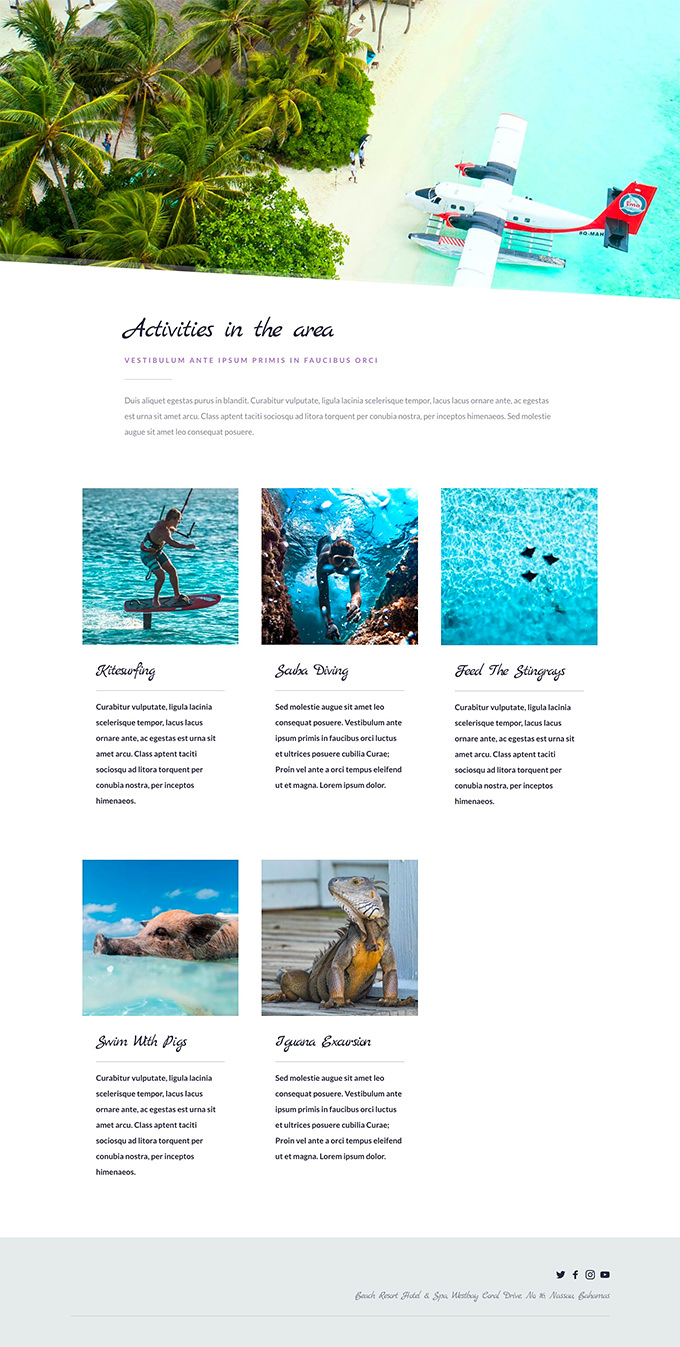 8Q-MAH
Activities in the area
VESTIBULUM ANTE IPSUM PRIMIS IN FAUCIBUS ORCI
Duis aliquet egestas purus in blandit. Curabitur vulputate, ligula lacinia scelerisque tempor, lacus lacus ornare ante, ac egestas
est urna sit amet arcu. Class aptent taciti sociosqu ad litora torquent per conubia nostra, per inceptos himenaeos. Sed molestie
augue sit amet leo consequat posuere.
Kitesurfing
Curabitur vulputate, ligula lacinia
scelerisque tempor, lacus lacus
ornare ante, ac egestas est urna sit
amet arcu. Class aptent taciti
sociosqu ad litora torquent per
conubia nostra, per inceptos
himenaeos.
Scuba Diving
Sed molestie augue sit amet leo
consequat posuere. Vestibulum ante
ipsum primis in faucibus orci luctus
et ultrices posuere cubilia Curae;
Proin vel ante a orci tempus eleifend
ut et magna. Lorem ipsum dolor.
Feed The Stingrays
Curabitur vulputate, ligula lacinia
scelerisque tempor, lacus lacus
ornare ante, ac egestas est urna sit
amet arcu. Class aptent taciti
sociosqu ad litora torquent per
conubia nostra, per inceptos
himenaeos.
Swim With Pigs
Curabitur vulputate, ligula lacinia
scelerisque tempor, lacus lacus
ornare ante, ac egestas est urna sit
amet arcu. Class aptent taciti
sociosqu ad litora torquent per
conubia nostra, per inceptos
himenaeos.
Iguana Excursion
Sed molestie augue sit amet leo
consequat posuere. Vestibulum ante
ipsum primis in faucibus orci luctus
et ultrices posuere cubilia Curae;
Proin vel ante a orci tempus eleifend
ut et magna. Lorem ipsum dolor.
Beach Resort Hotel & Spa, Westbay Coral Drive, No 116 Nassau, Bahamas